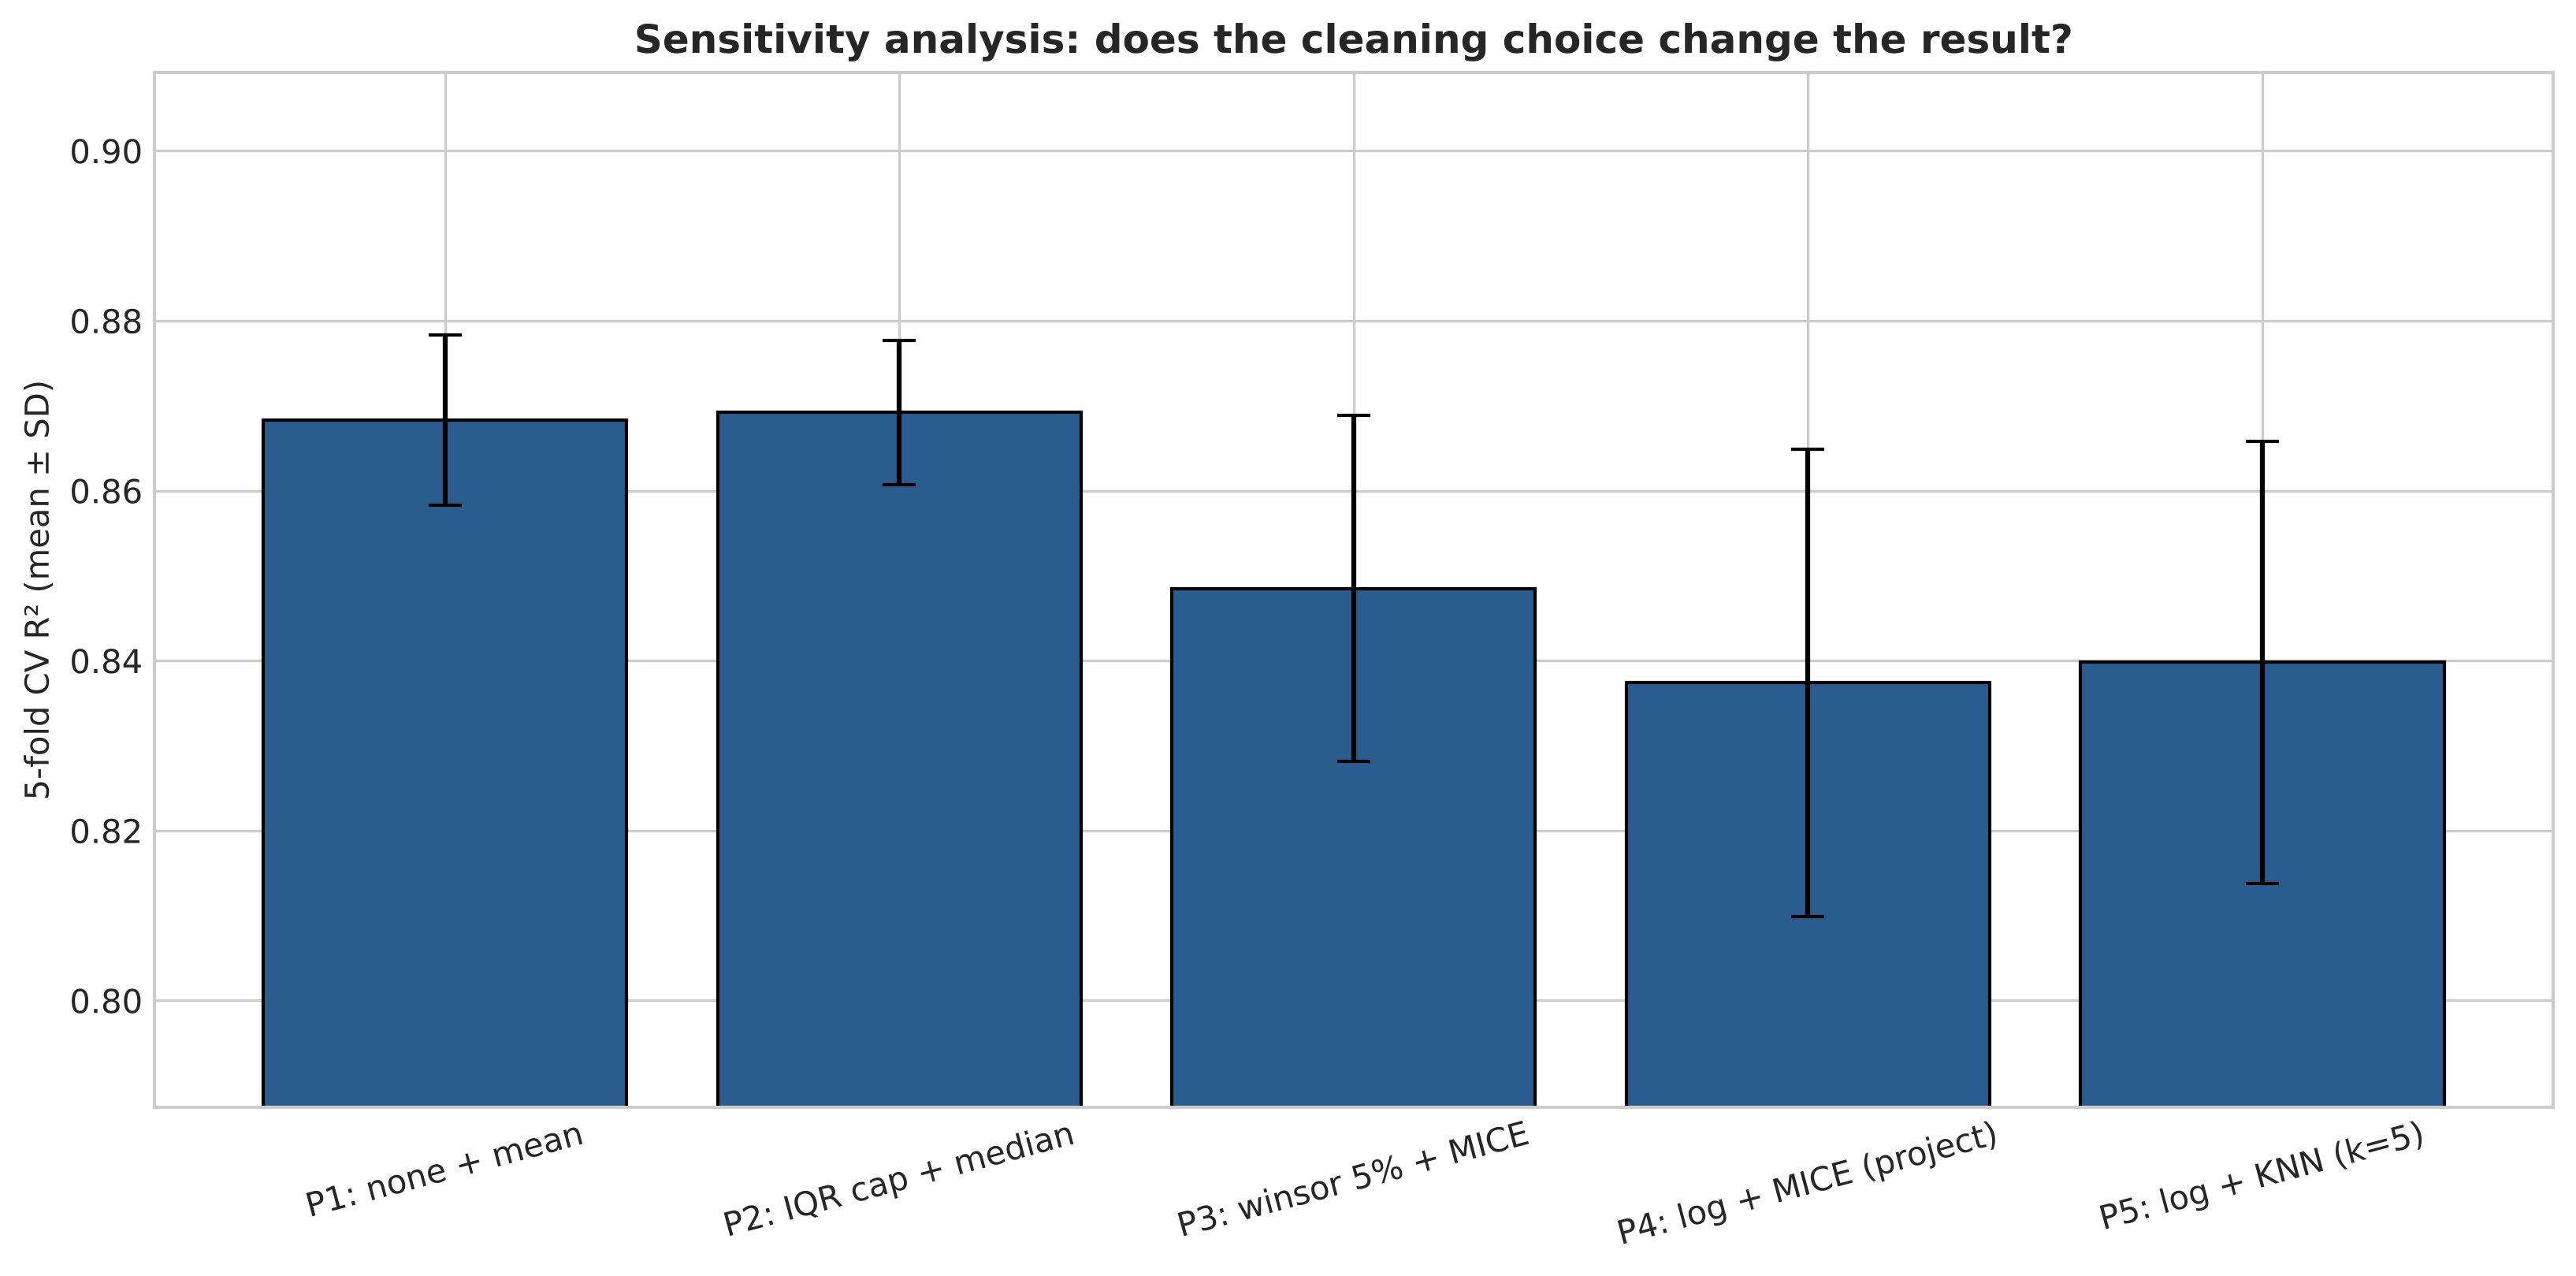 Sensitivity analysis: does the cleaning choice change the result?
5-fold CV R² (mean ± SD)
0.90
0.88
0.86
0.84
0.82
0.80
P1: none + mean
P2: IQR cap + median
P3: winsor 5% + MICE
P4: log + MICE (project)
P5: log + KNN (k=5)